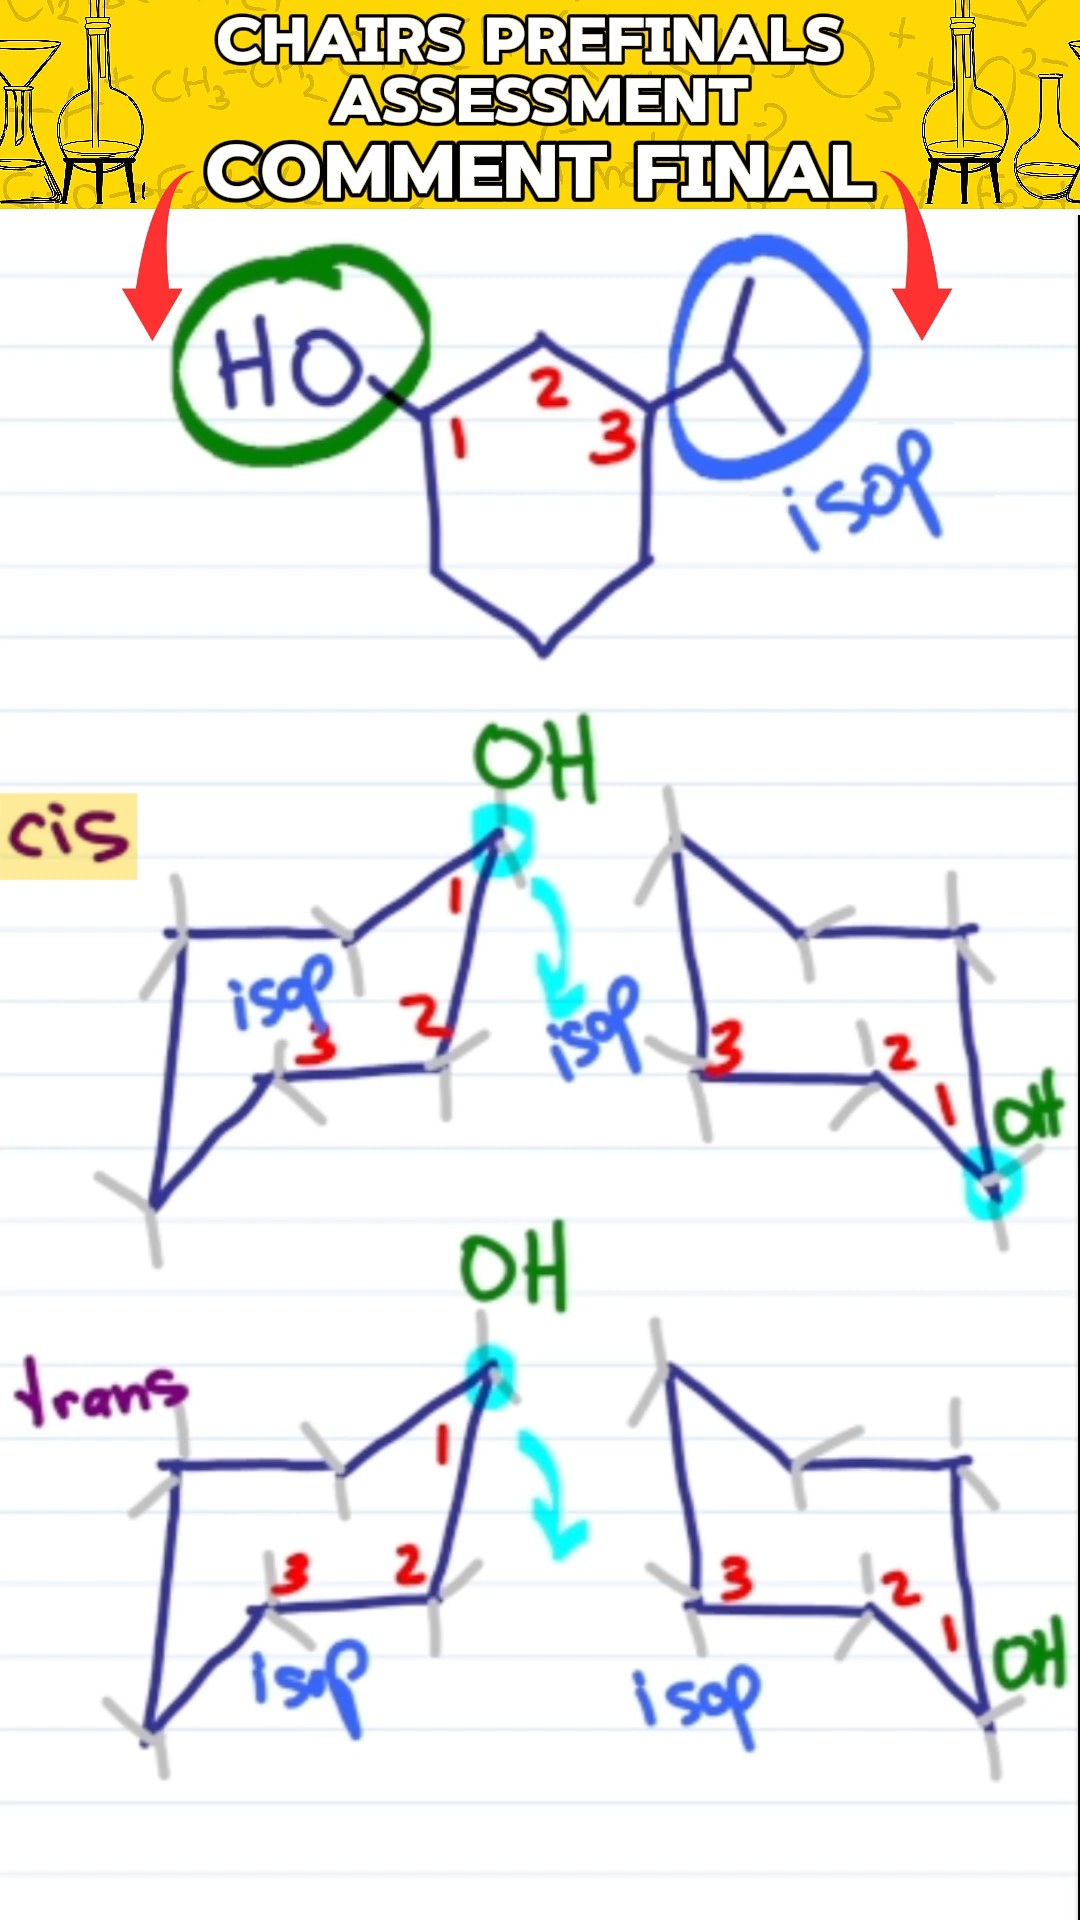 CHAIRS PREFINALS
ASSESSMENT
COMMENT FINAL
HO
1
2
3
isop
cis
OH
1
isop
3
2
isop
3
2
1
OH
trans
OH
1
3
2
isop
3
2
1
OH
isop